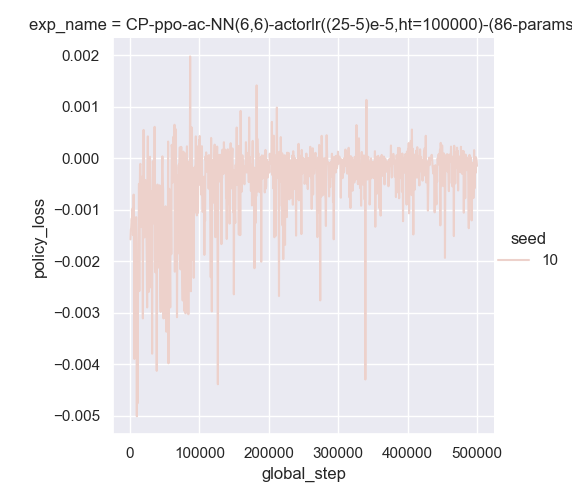 exp_name = CP-ppo-ac-NN(6,6)-actorlr((25-5)e-5,ht=100000)-(86-params
0.002
0.001
0.000
−0.001
−0.002
−0.003
−0.004
−0.005
policy_loss
seed
10
0 100000 200000 300000 400000 500000
global_step